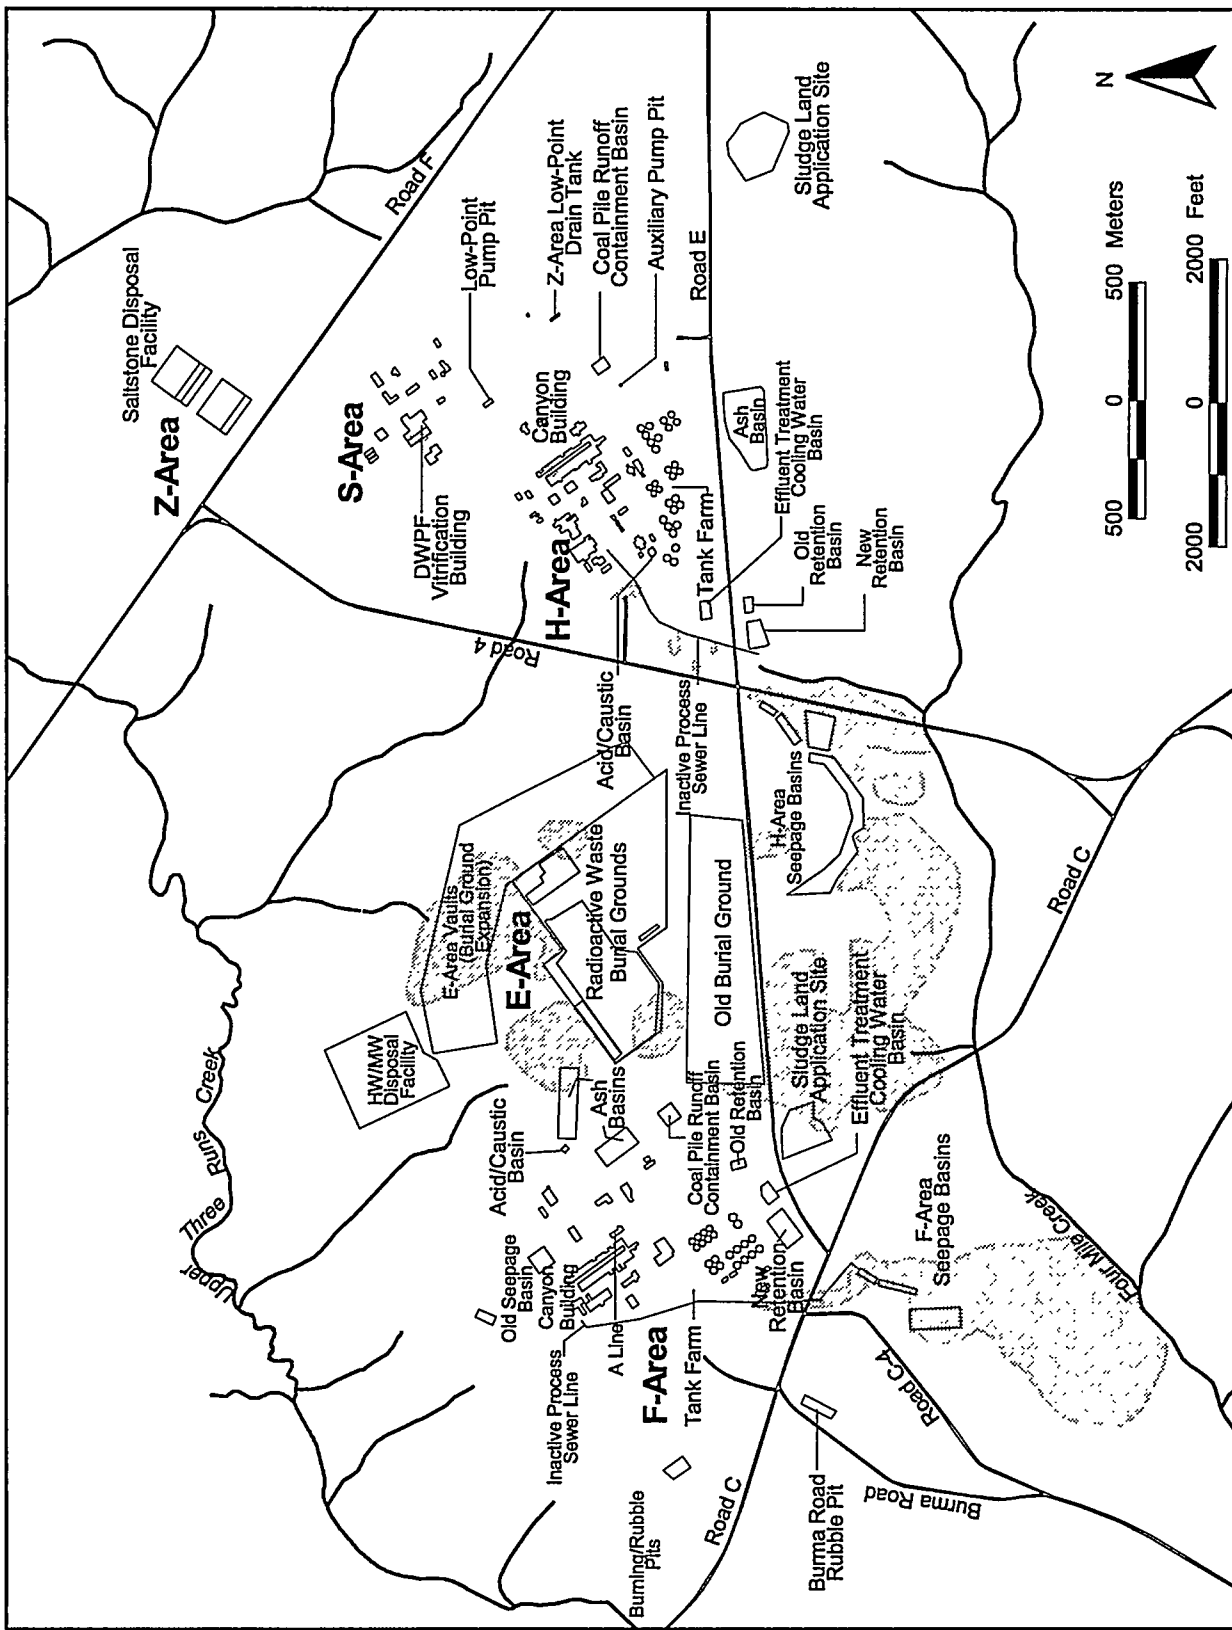 Upper
Three
Runs
Creek
Saltstone Disposal
Facility
Z-Area
Road F
S-Area
DWPF
Vitrification
Building
Low-Point
Pump Pit
Z-Area Low-Point
Drain Tank
Coal Pile Runoff
Containment Basin
Auxiliary Pump Pit
Canyon
Building
H-Area
Road 4
Acid/Caustic
Basin
Inactive Process
Sewer Line
Tank Farm
Road E
Ash
Basin
Effluent Treatment
Cooling Water
Basin
Old
Retention
Basin
New
Retention
Basin
Sludge Land
Application Site
HW/MW
Disposal
Facility
E-Area Vaults
(Burial Ground
Expansion)
E-Area
Radioactive Waste
Burial Grounds
Old Burial Ground
H-Area
Seepage Basins
Acid/Caustic
Basin
Ash
Basins
Coal Pile Runoff
Containment Basin
Old Retention
Basin
Sludge Land
Application Site
Effluent Treatment
Cooling Water
Basin
Old Seepage
Basin
Canyon
Building
Inactive Process
Sewer Line
A Line
F-Area
Tank Farm
New
Retention
Basin
Burning/Rubble
Pits
Road C
Burma Road
Rubble Pit
Burma Road
Road C-4
F-Area
Seepage Basins
Four Mile Creek
Road C
N
500 0 500 Meters
2000 0 2000 Feet